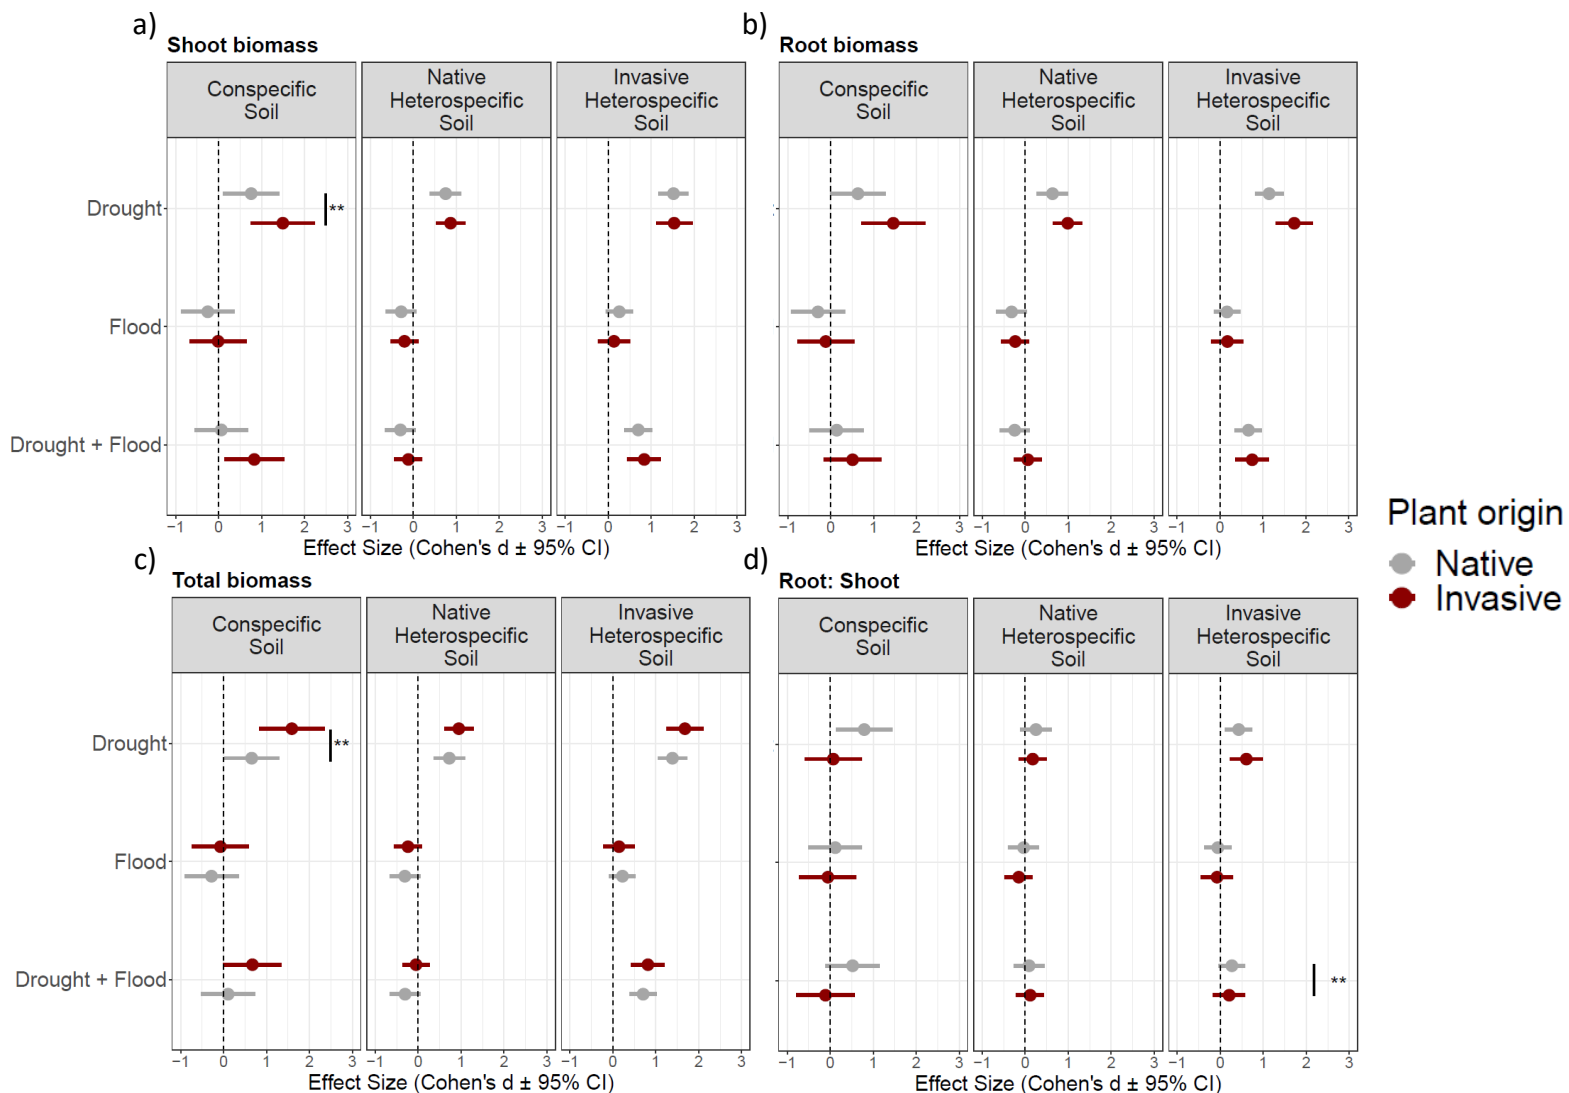 a)
Shoot biomass
Conspecific
Soil
Native
Heterospecific
Soil
Invasive
Heterospecific
Soil
Drought
**
Flood
Drought + Flood
−1 0 1 2 3 −1 0 1 2 3 −1 0 1 2 3
Effect Size (Cohen's d ± 95% CI)
b)
Root biomass
Conspecific
Soil
Native
Heterospecific
Soil
Invasive
Heterospecific
Soil
−1 0 1 2 3 −1 0 1 2 3 −1 0 1 2 3
Effect Size (Cohen's d ± 95% CI)
Plant origin
Native
Invasive
c)
Total biomass
Conspecific
Soil
Native
Heterospecific
Soil
Invasive
Heterospecific
Soil
Drought
**
Flood
Drought + Flood
−1 0 1 2 3 −1 0 1 2 3 −1 0 1 2 3
Effect Size (Cohen's d ± 95% CI)
d)
Root: Shoot
Conspecific
Soil
Native
Heterospecific
Soil
Invasive
Heterospecific
Soil
**
−1 0 1 2 3 −1 0 1 2 3 −1 0 1 2 3
Effect Size (Cohen's d ± 95% CI)